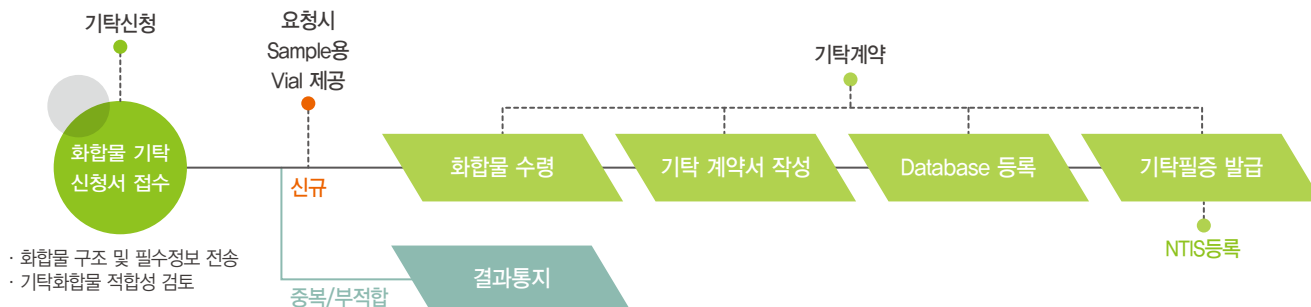 기탁신청
요청시
Sample용
Vial 제공
기탁계약
화합물 기탁
신청서 접수
신규
화합물 수령
기탁 계약서 작성
Database 등록
기탁필증 발급
NTIS등록
· 화합물 구조 및 필수정보 전송
· 기탁화합물 적합성 검토
중복/부적합
결과통지